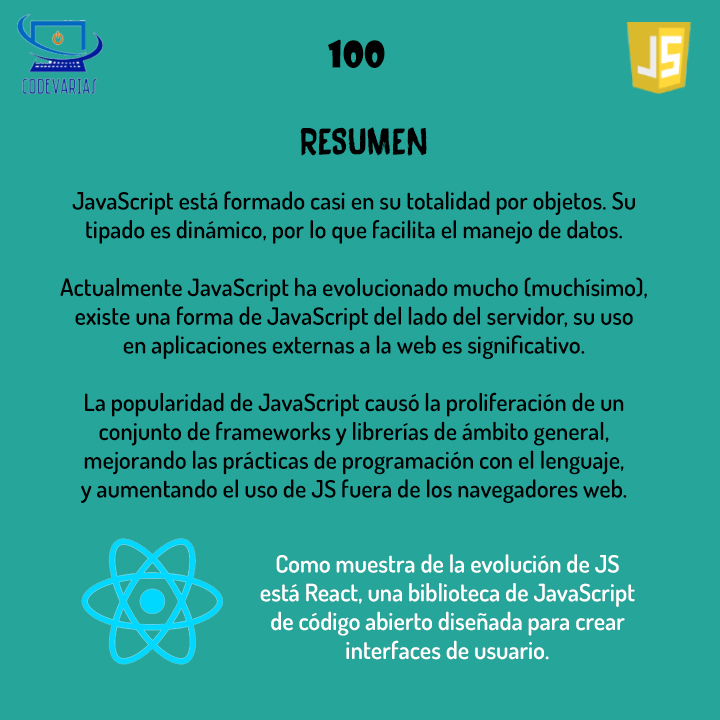 CODEVARIAS
100
JS
RESUMEN
JavaScript está formado casi en su totalidad por objetos. Su
tipado es dinámico, por lo que facilita el manejo de datos.
Actualmente JavaScript ha evolucionado mucho (muchísimo),
existe una forma de JavaScript del lado del servidor, su uso
en aplicaciones externas a la web es significativo.
La popularidad de JavaScript causó la proliferación de un
conjunto de frameworks y librerías de ámbito general,
mejorando las prácticas de programación con el lenguaje,
y aumentando el uso de JS fuera de los navegadores web.
Como muestra de la evolución de JS
está React, una biblioteca de JavaScript
de código abierto diseñada para crear
interfaces de usuario.